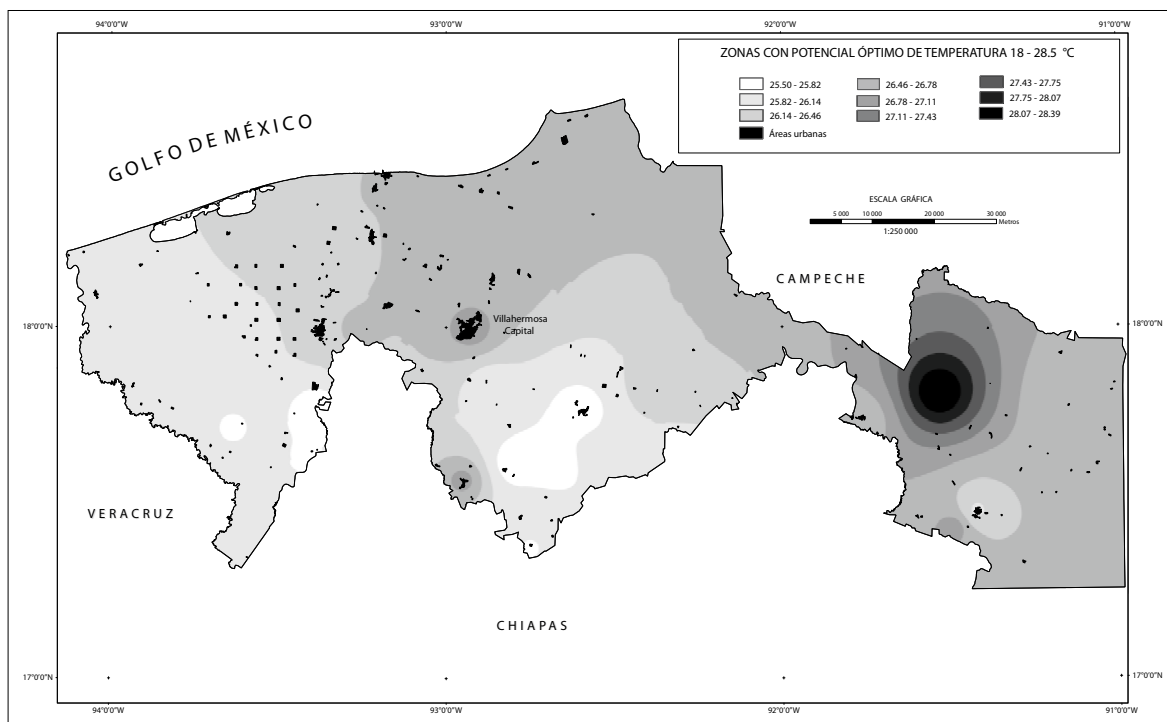 94°0'0"W 93°0'0"W 92°0'0"W 91°0'0"W
ZONAS CON POTENCIAL ÓPTIMO DE TEMPERATURA 18 - 28.5 °C
25.50 - 25.82 26.46 - 26.78 27.43 - 27.75
25.82 - 26.14 26.78 - 27.11 27.75 - 28.07
26.14 - 26.46 27.11 - 27.43 28.07 - 28.39
Áreas urbanas
GOLFO DE MÉXICO
ESCALA GRÁFICA
5 000 10 000 20 000 30 000
Metros
1:250 000
CAMPECHE
Villahermosa
Capital
18°0'0"N 18°0'0"N
VERACRUZ
CHIAPAS
17°0'0"N 17°0'0"N
94°0'0"W 93°0'0"W 92°0'0"W 91°0'0"W